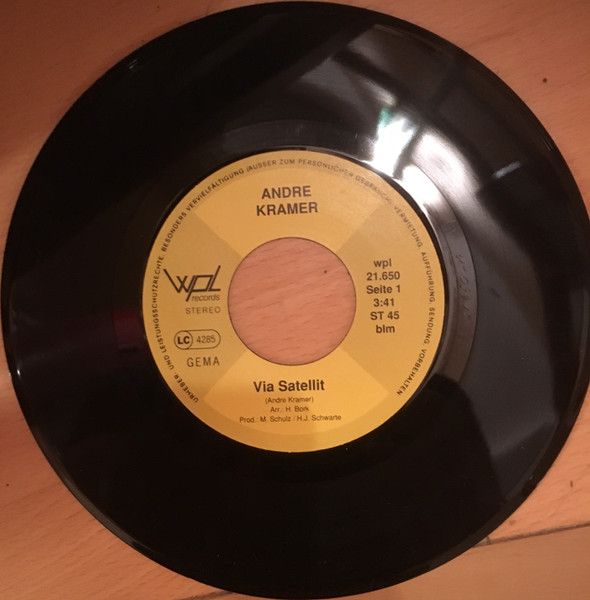 URHEBER- UND LEISTUNGSSCHUTZRECHTE, BESONDERS VERVIELFÄLTIGUNG (AUSSER ZUM PERSÖNLICHEN GEBRAUCH), VERMIETUNG, AUFFÜHRUNG, SENDUNG, VORBEHALTEN
ANDRE
KRAMER
wpl
records
STEREO
LC 4285
GEMA
wpl
21.650
Seite 1
3:41
ST 45
blm
Via Satellit
(Andre Kramer)
Arr.: H. Bork
Prod.: M. Schulz / H.J. Schwarte